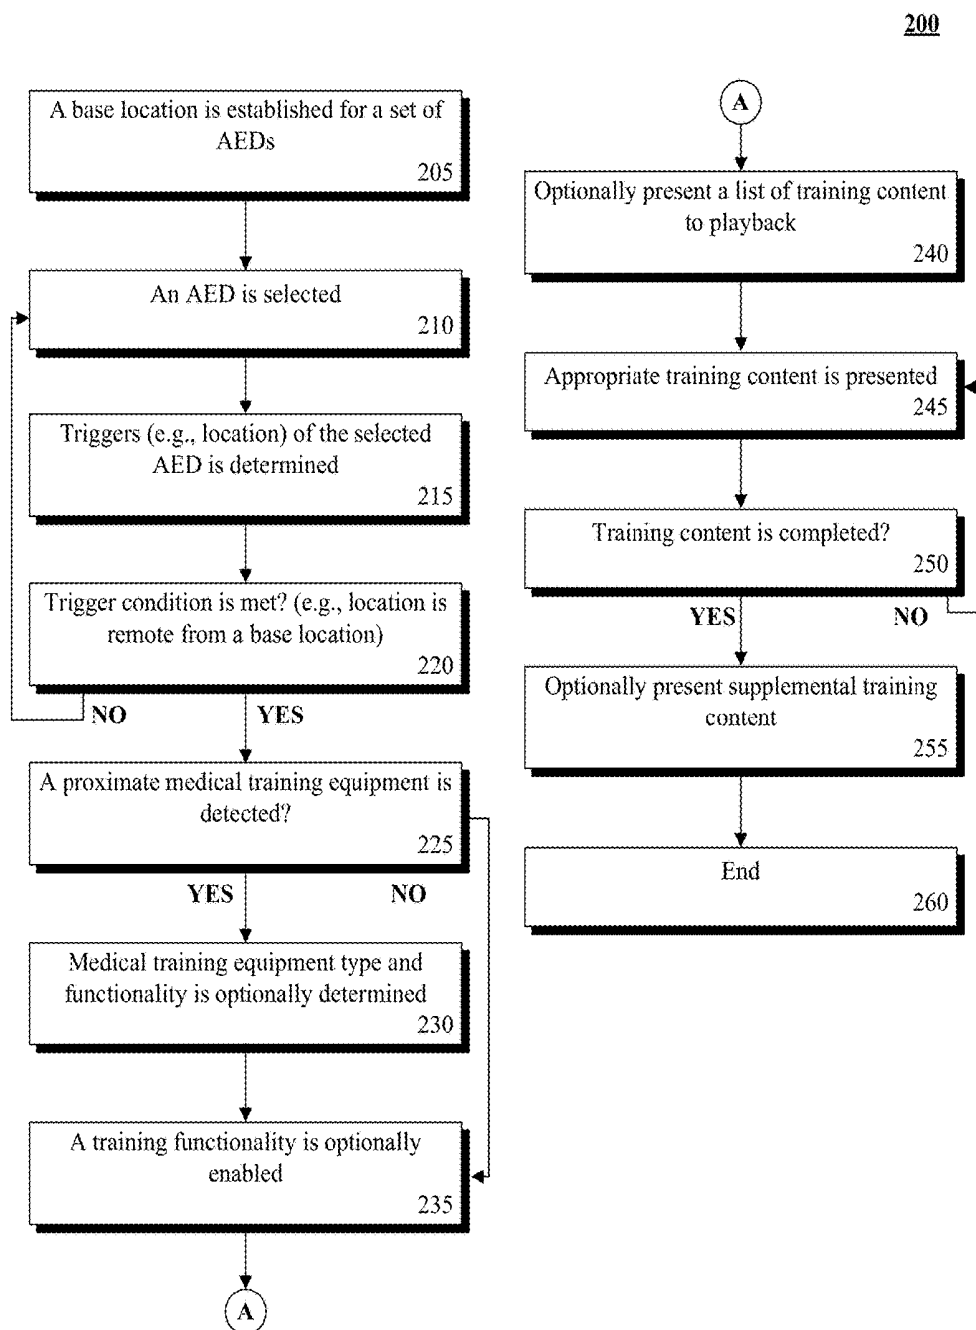 200
A base location is established for a set of
AEDs
205
An AED is selected
210
Triggers (e.g., location) of the selected
AED is determined
215
Trigger condition is met? (e.g., location is
remote from a base location)
220
NO
YES
A proximate medical training equipment is
detected?
225
YES
NO
Medical training equipment type and
functionality is optionally determined
230
A training functionality is optionally
enabled
235
A
A
Optionally present a list of training content
to playback
240
Appropriate training content is presented
245
Training content is completed?
250
YES
NO
Optionally present supplemental training
content
255
End
260